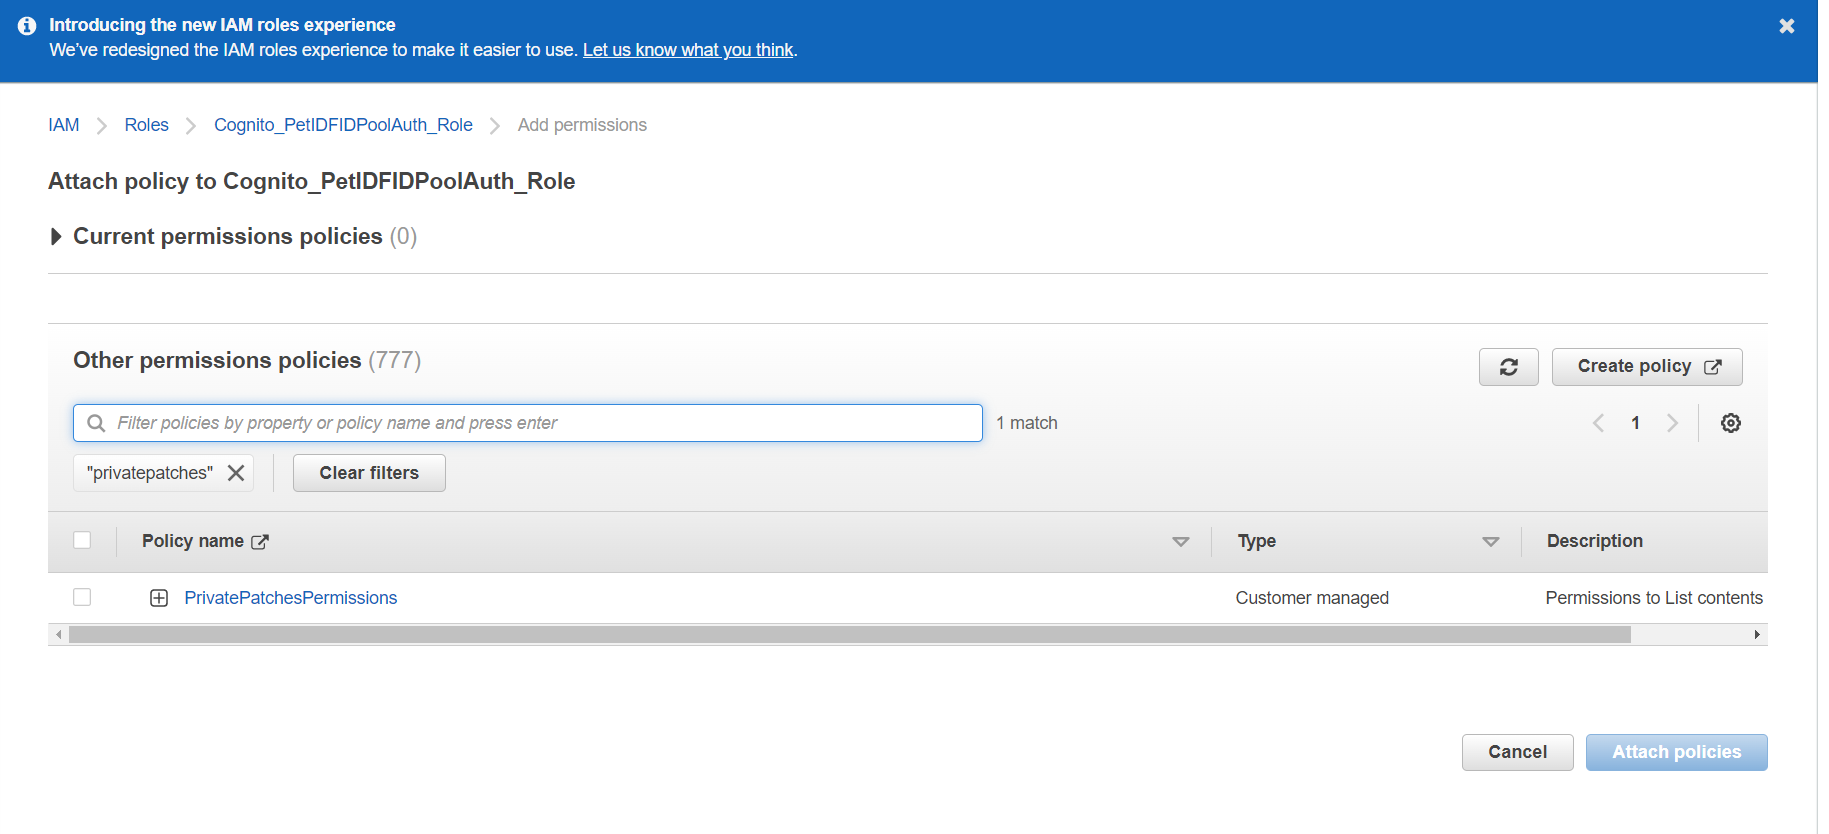 Introducing the new IAM roles experience
We've redesigned the IAM roles experience to make it easier to use. Let us know what you think.
IAM Roles Cognito_PetIDFIDPoolAuth_Role Add permissions
Attach policy to Cognito_PetIDFIDPoolAuth_Role
Current permissions policies (0)
Other permissions policies (777)
Create policy
Filter policies by property or policy name and press enter
1 match
1
"privatepatches"
Clear filters
Policy name Type Description
PrivatePatchesPermissions Customer managed Permissions to List contents
Cancel Attach policies